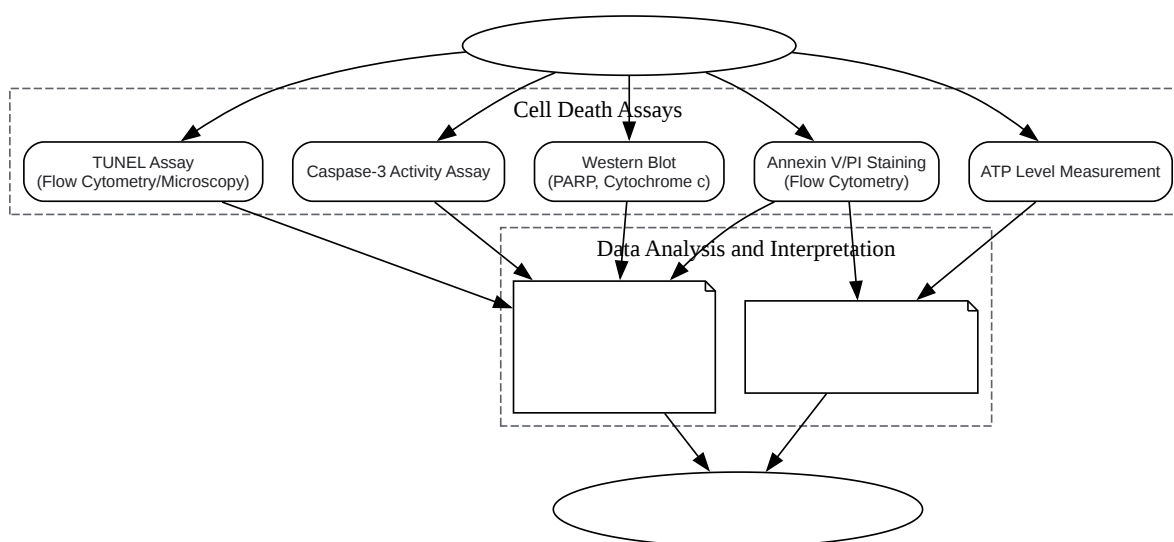 Cell Death Assays
TUNEL Assay
(Flow Cytometry/Microscopy)
Caspase-3 Activity Assay
Western Blot
(PARP, Cytochrome c)
Annexin V/PI Staining
(Flow Cytometry)
ATP Level Measurement
Data Analysis and Interpretation